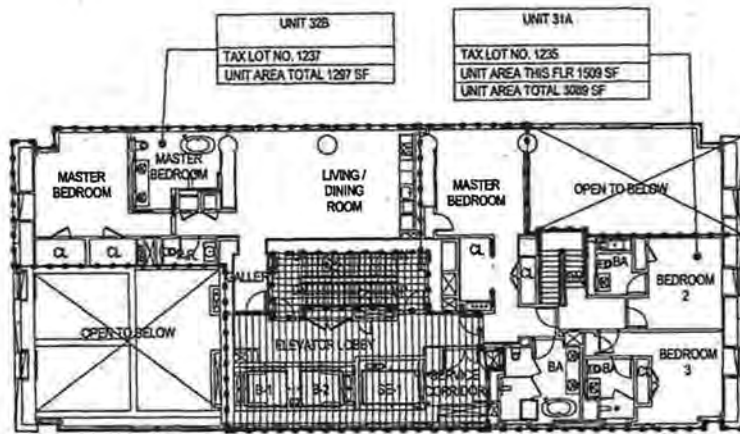 UNIT 32B
TAX LOT NO. 1237
UNIT AREA TOTAL 1297 SF
UNIT 31A
TAX LOT NO. 1235
UNIT AREA THIS FLR 1509 SF
UNIT AREA TOTAL 3089 SF
MASTER
BEDROOM
MASTER
BEDROOM
LIVING /
DINING
ROOM
MASTER
BEDROOM
OPEN TO BELOW
CL
CL
CL
CL
BA
BEDROOM
2
OPEN TO BELOW
ELEVATOR LOBBY
B-1
B-2
SE-1
SERVICE
CORRIDOR
BA
BA
CL
BEDROOM
3